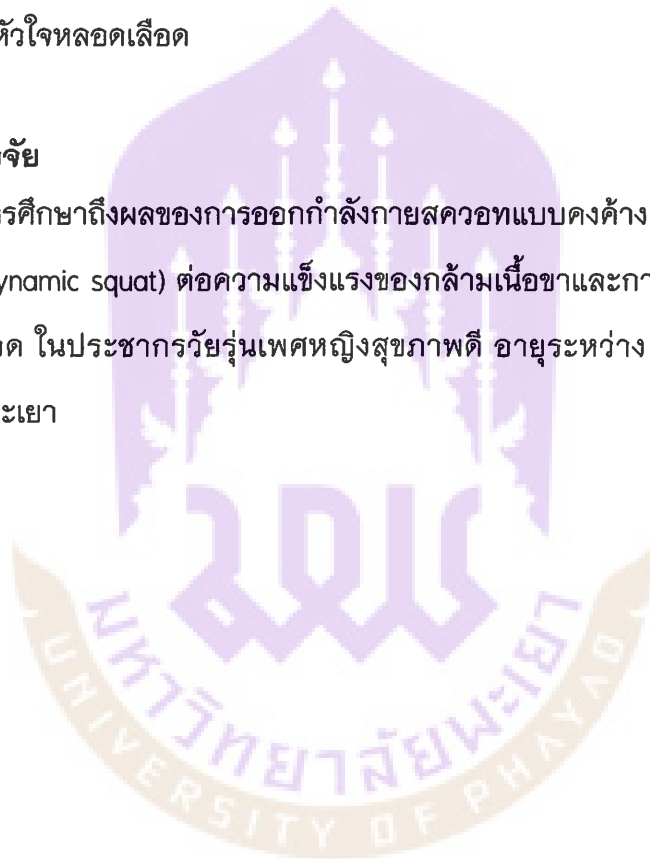 หัวใจหลอดเลือด
จัย
รศึกษาถึงผลของการออกกำลังกายสควอทแบบคงค้าง
ynamic squat) ต่อความแข็งแรงของกล้ามเนื้อขาและกา
ด ในประชากรวัยรุ่นเพศหญิงสุขภาพดี อายุระหว่าง
ะเยา
มพ
มหาวิทยาลัยพะเยา
UNIVERSITY OF PHAYAO